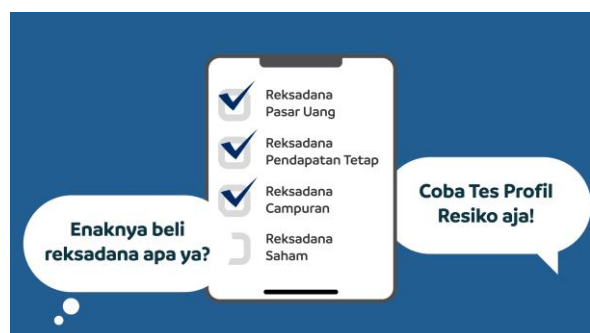 Reksadana
Pasar Uang
Reksadana
Pendapatan Tetap
Reksadana
Campuran
Reksadana
Saham
Enaknya beli
reksadana apa ya?
Coba Tes Profil
Resiko aja!